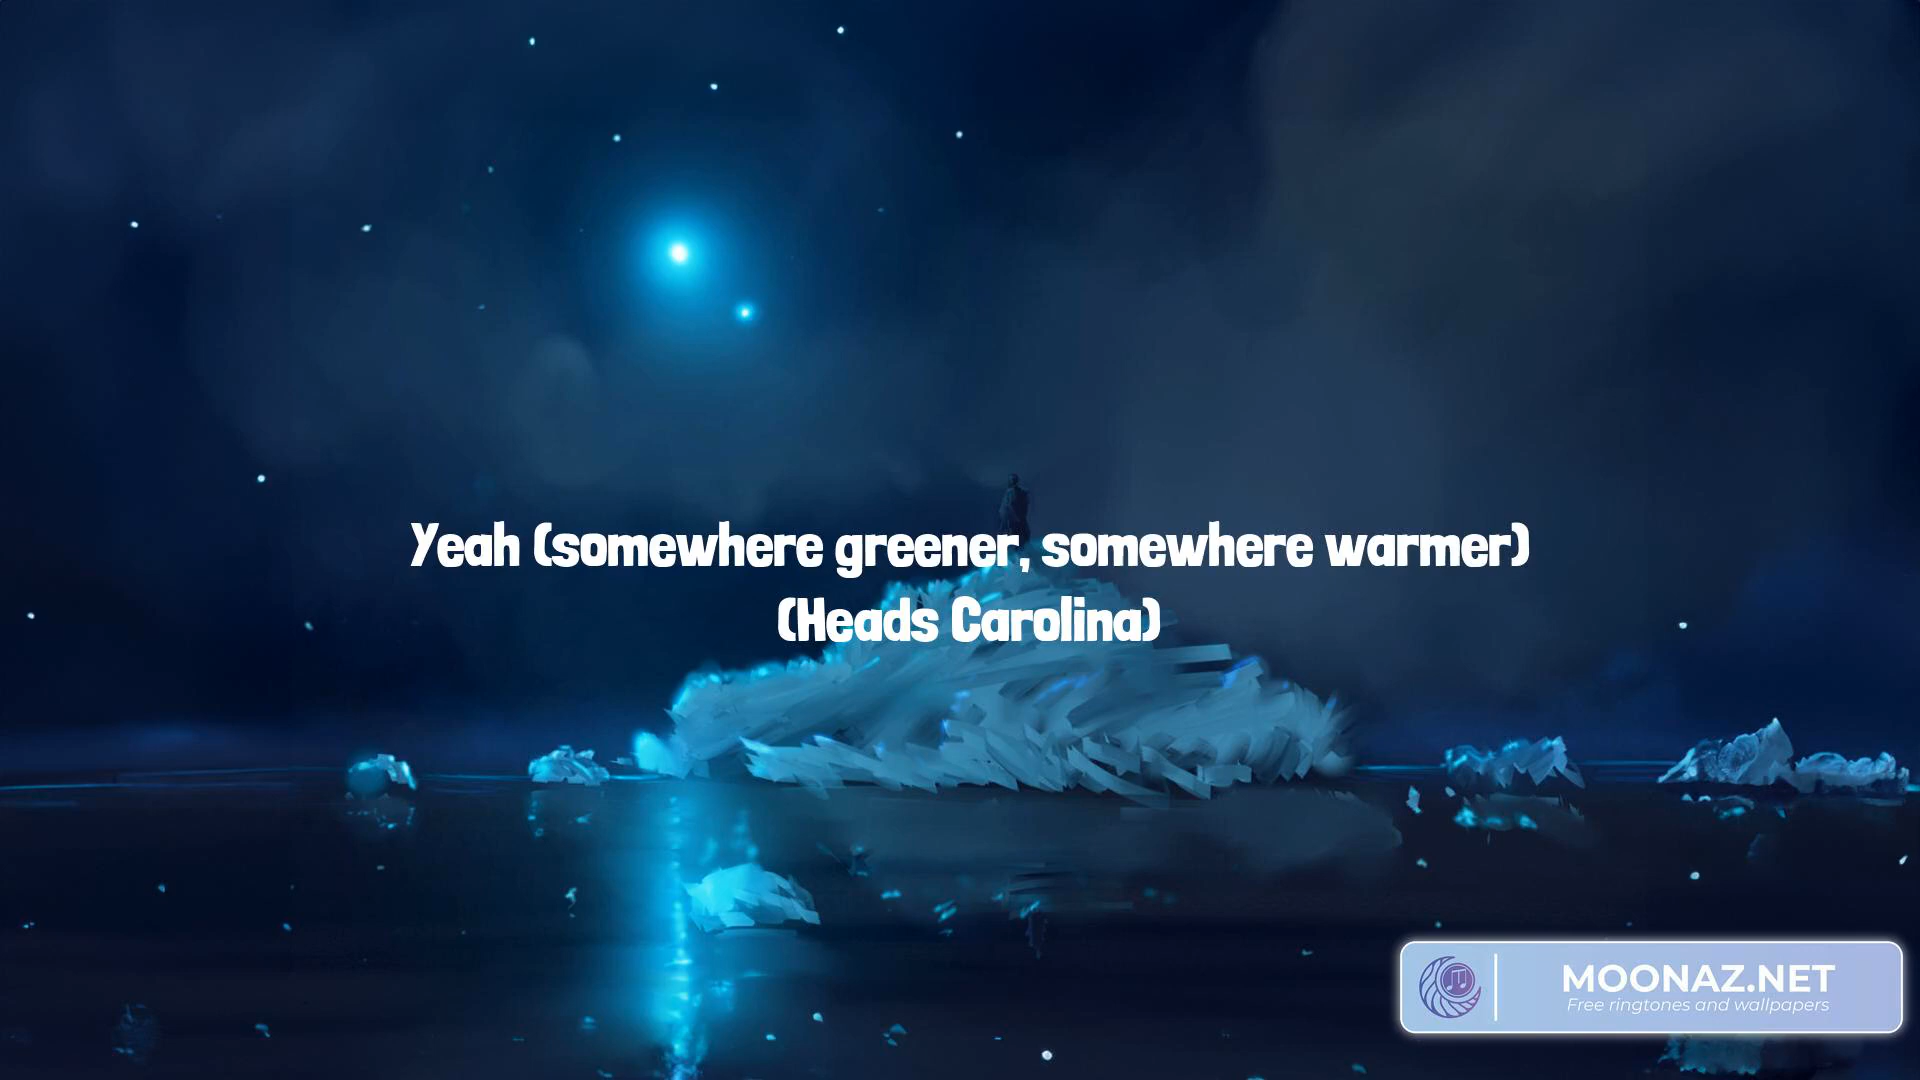 Yeah (somewhere greener, somewhere warmer)
(Heads Carolina)
MOONAZ.NET
Free ringtones and wallpapers